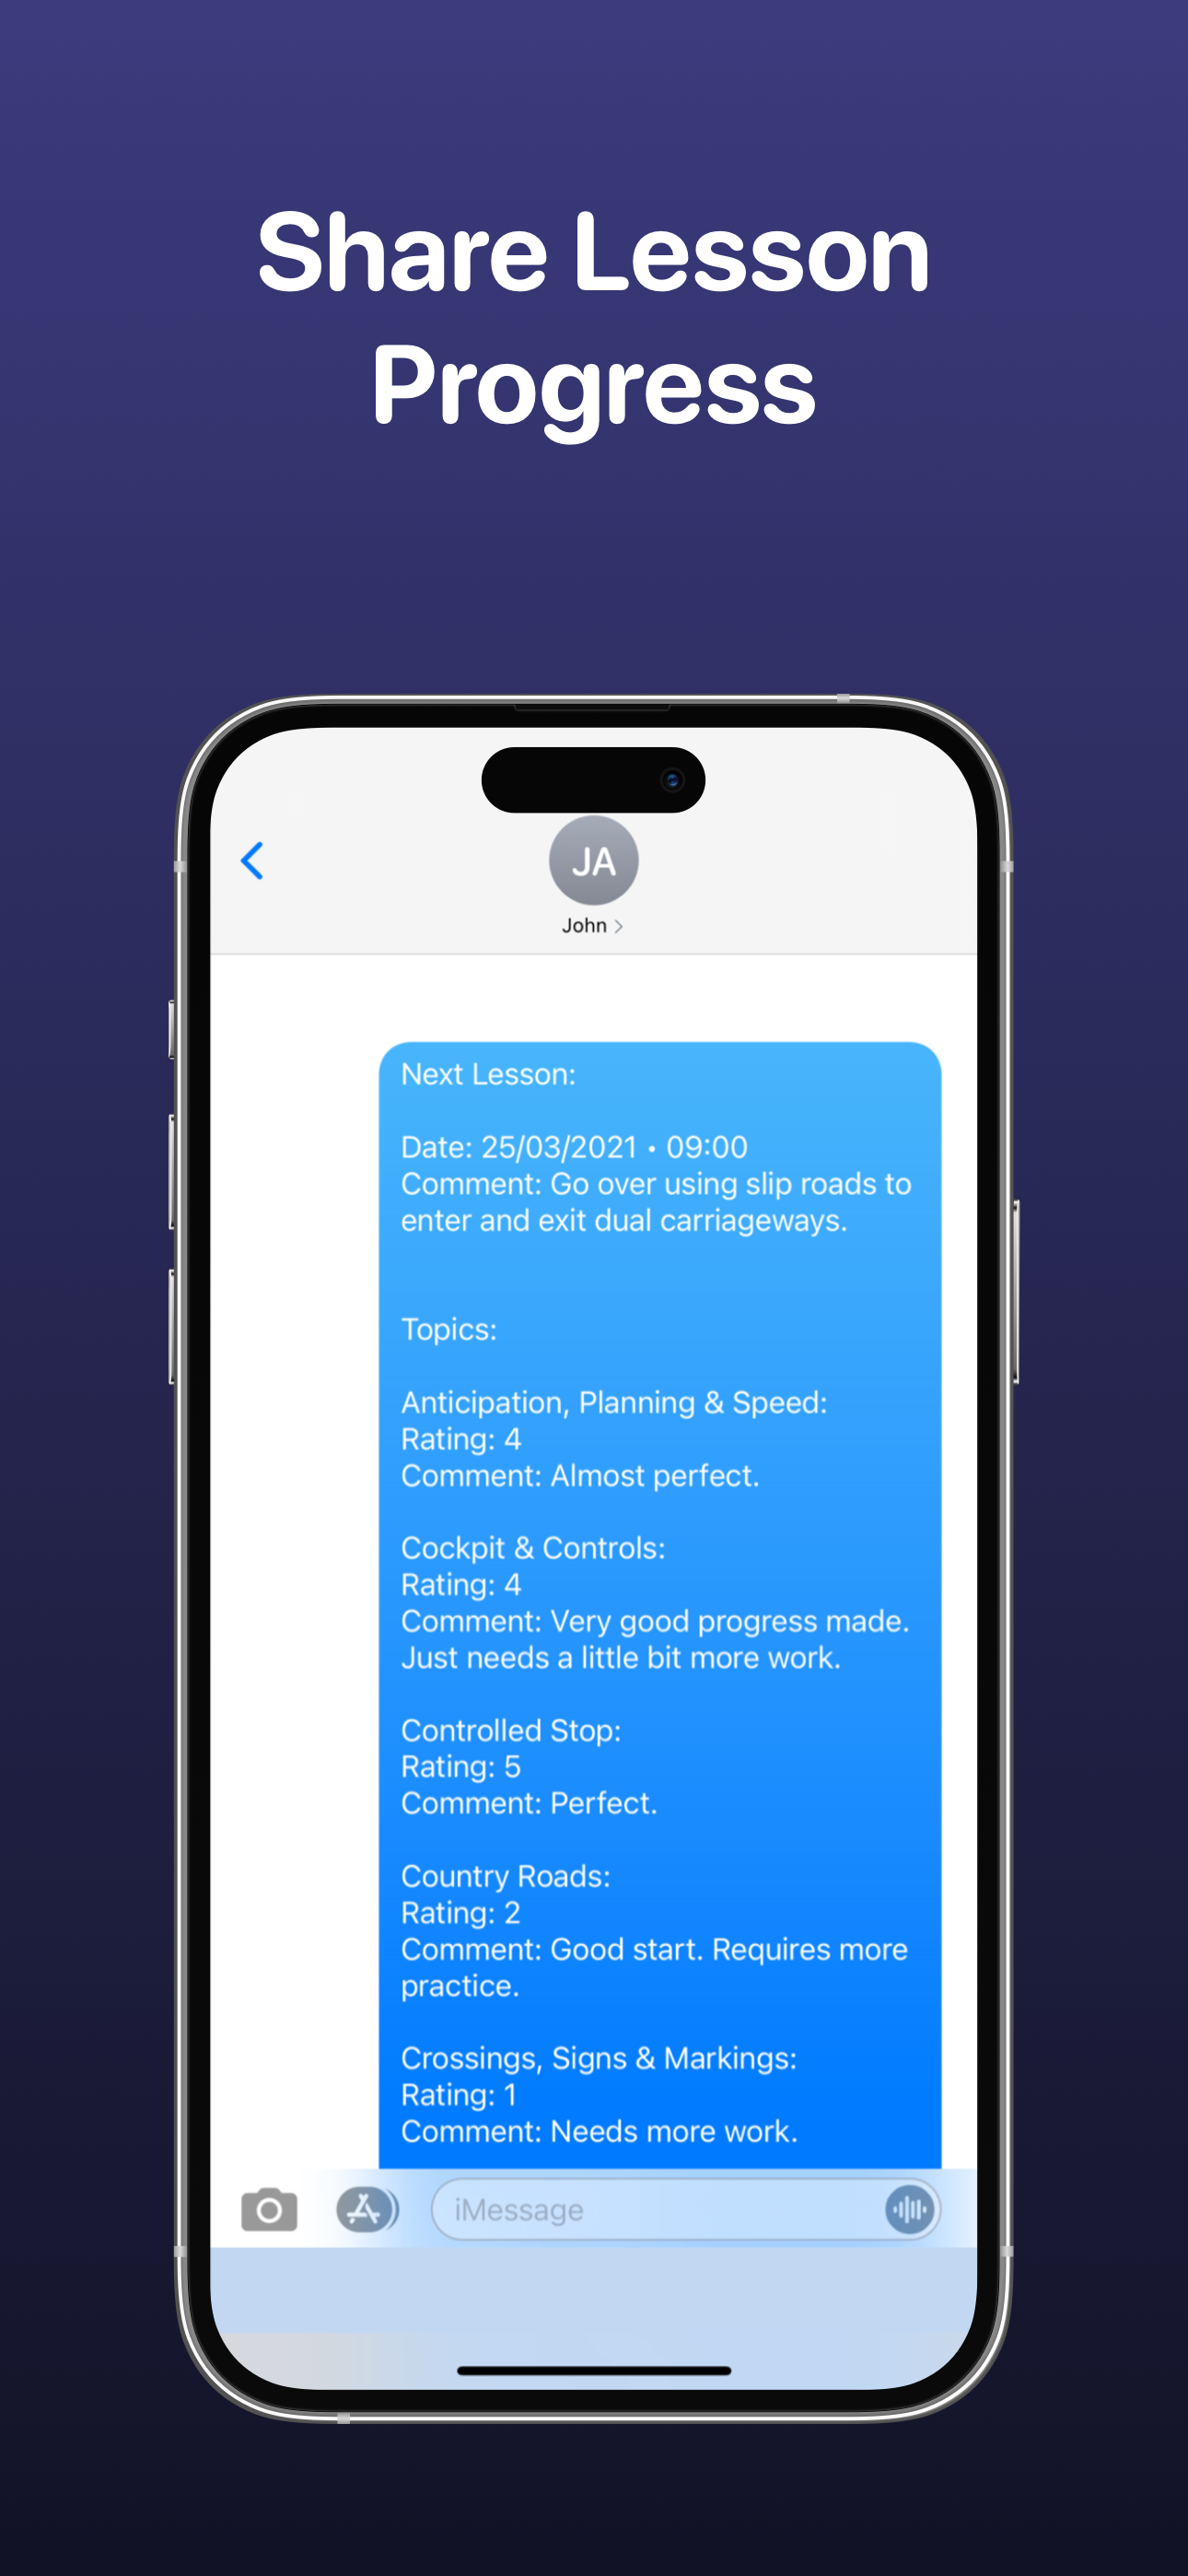 Share Lesson
Progress
JA
John
Next Lesson:
Date: 25/03/2021 • 09:00
Comment: Go over using slip roads to
enter and exit dual carriageways.
Topics:
Anticipation, Planning & Speed:
Rating: 4
Comment: Almost perfect.
Cockpit & Controls:
Rating: 4
Comment: Very good progress made.
Just needs a little bit more work.
Controlled Stop:
Rating: 5
Comment: Perfect.
Country Roads:
Rating: 2
Comment: Good start. Requires more
practice.
Crossings, Signs & Markings:
Rating: 1
Comment: Needs more work.
iMessage